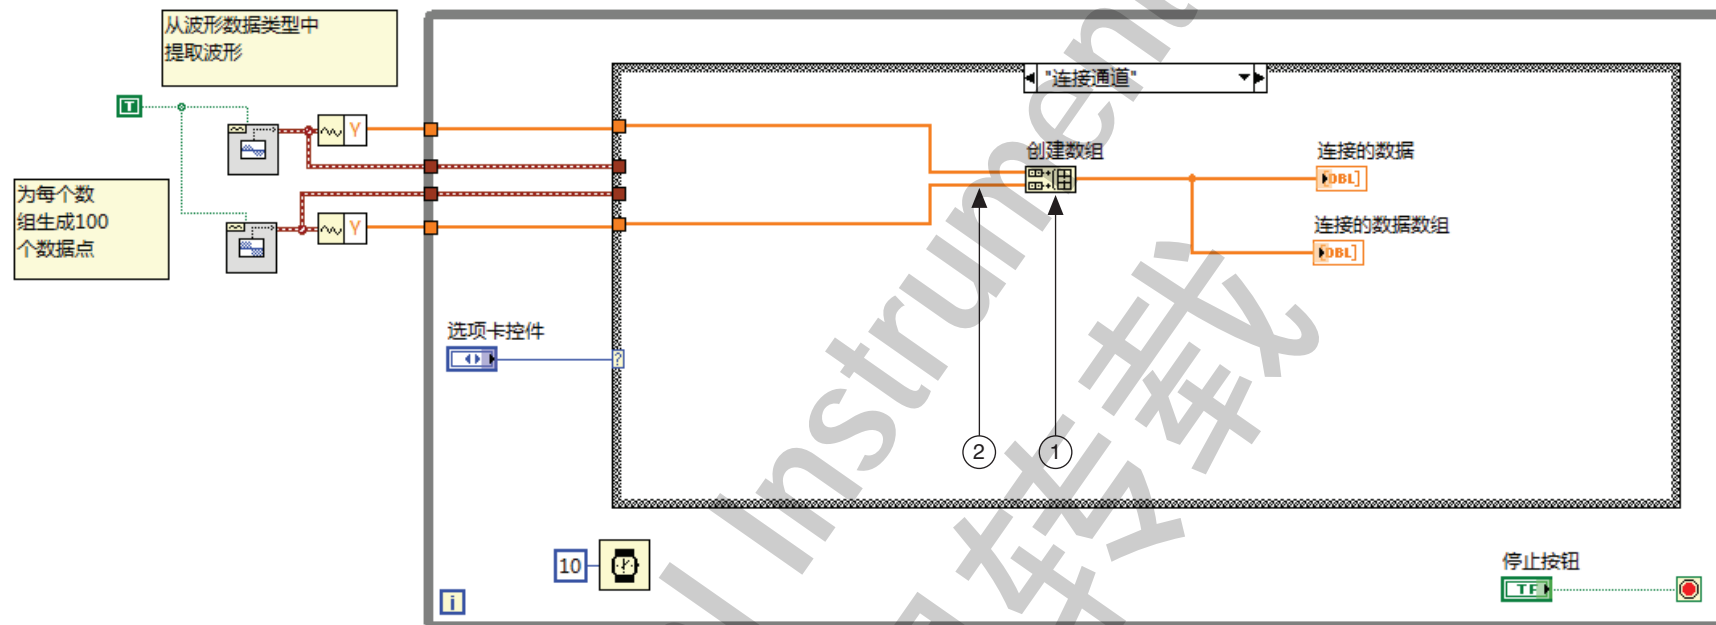 从波形数据类型中
提取波形
"连接通道"
T
Y
创建数组
连接的数据
DBL]
为每个数
组生成100
个数据点
连接的数据数组
DBL]
Y
选项卡控件
?
2
1
10
停止按钮
TF
i
l Instrument
转载